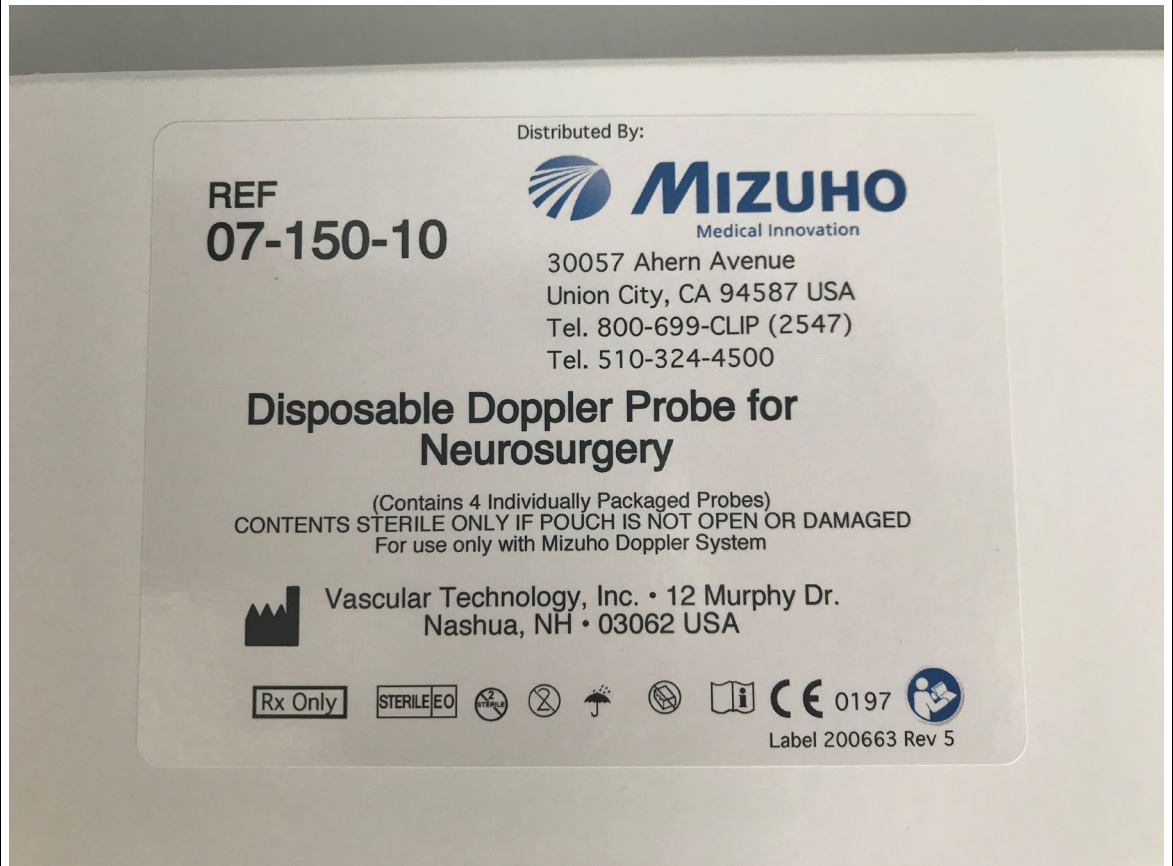 Distributed By:
REF
07-150-10
MIZUHO
Medical Innovation
30057 Ahern Avenue
Union City, CA 94587 USA
Tel. 800-699-CLIP (2547)
Tel. 510-324-4500
Disposable Doppler Probe for
Neurosurgery
(Contains 4 Individually Packaged Probes)
CONTENTS STERILE ONLY IF POUCH IS NOT OPEN OR DAMAGED
For use only with Mizuho Doppler System
Vascular Technology, Inc. • 12 Murphy Dr.
Nashua, NH • 03062 USA
Rx Only STERILE EO 2 STERILE 2 i CE 0197
Label 200663 Rev 5